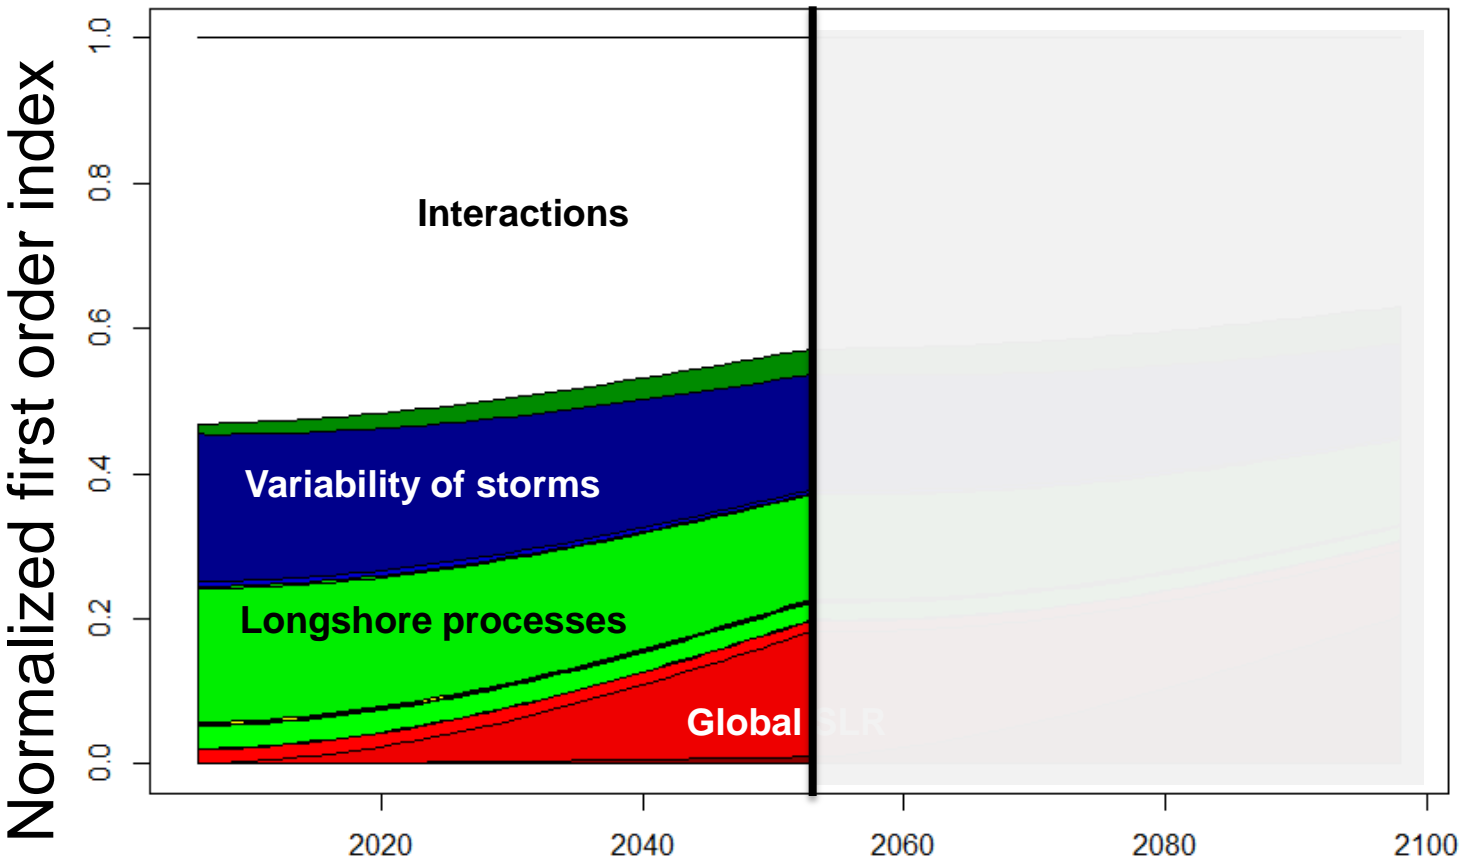 Normalized first order index
1.0
0.8
0.6
0.4
0.2
0.0
Interactions
Variability of storms
Longshore processes
Global SLR
2020
2040
2060
2080
2100